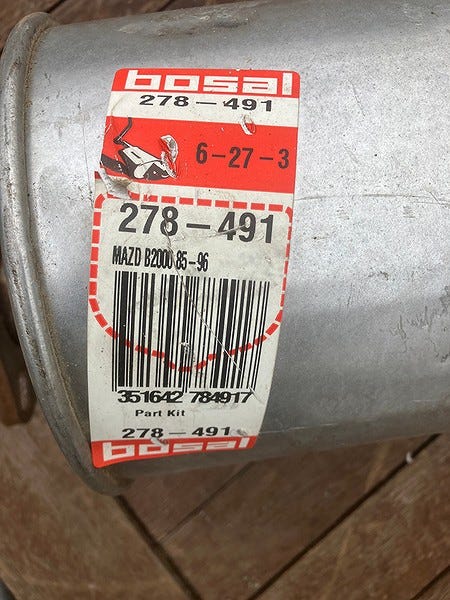 bosal
278-491
6-27-3
278-491
MAZD B2000 85-96
351642 784917
Part Kit
278-491
bosal